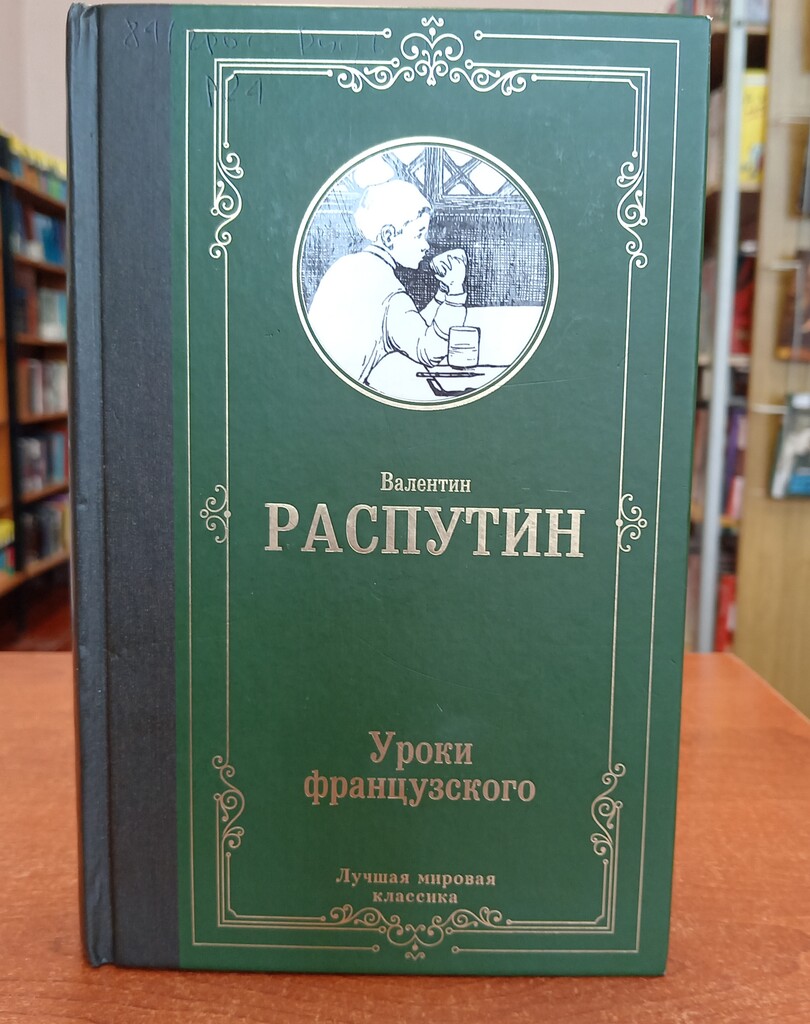 Валентин
РАСПУТИН
Уроки
французского
Лучшая мировая
классика